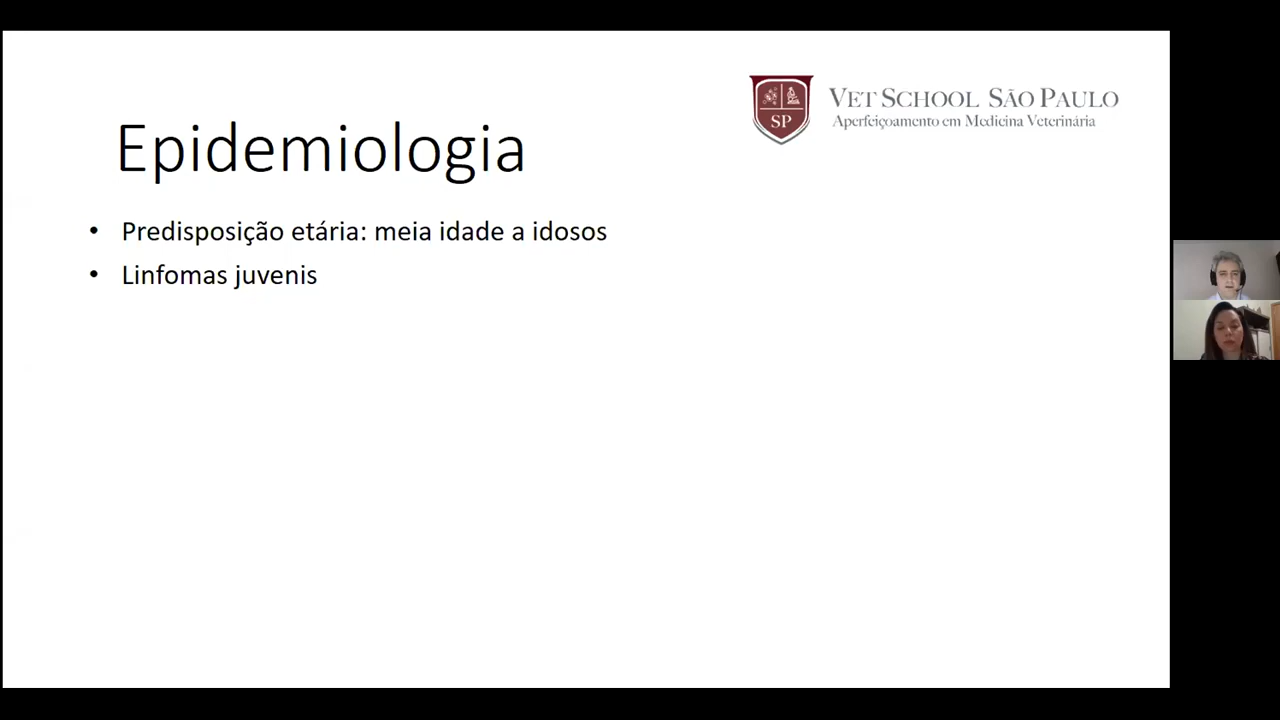 VET SCHOOL SÃO PAULO
Aperfeiçoamento em Medicina Veterinária
SP
Epidemiologia
• Predisposição etária: meia idade a idosos
• Linfomas juvenis